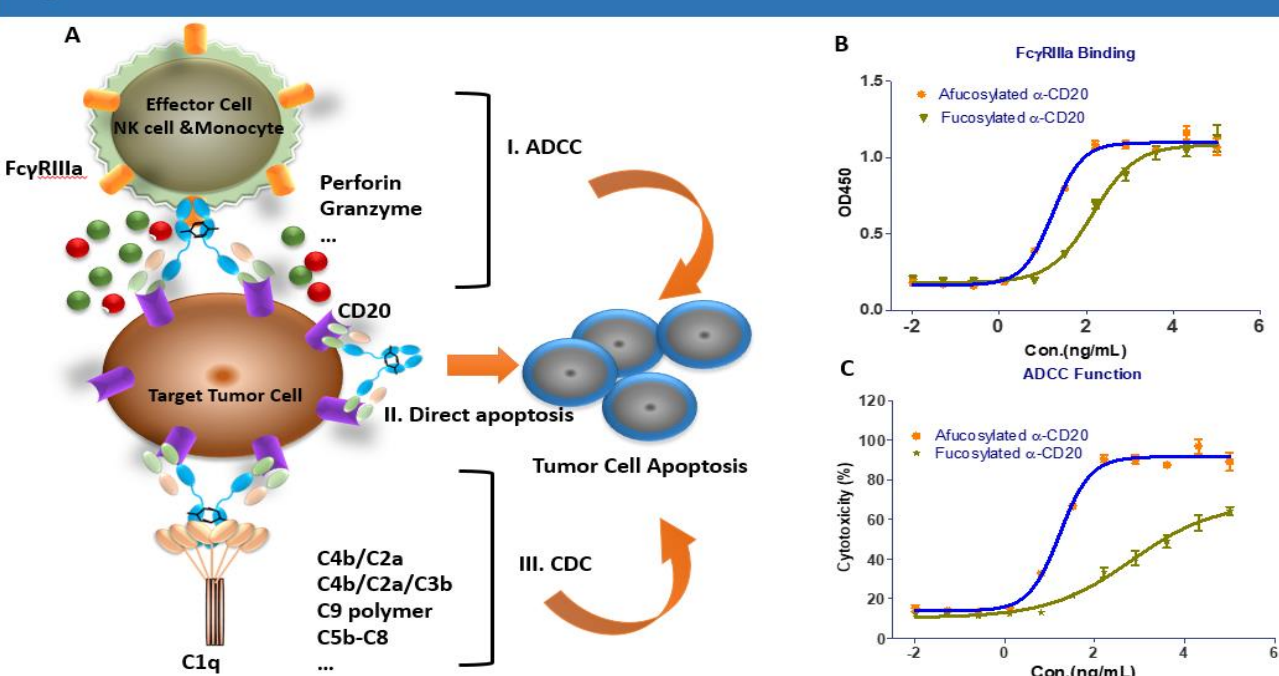 A
Effector Cell
NK cell &Monocyte
FcγRIIIa
Perforin
Granzyme
...
I. ADCC
CD20
Target Tumor Cell
II. Direct apoptosis
Tumor Cell Apoptosis
C4b/C2a
C4b/C2a/C3b
C9 polymer
C5b-C8
...
III. CDC
C1q
B
FcγRIIIa Binding
Afucosylated α-CD20
Fucosylated α-CD20
OD450
1.5
1.0
0.5
0.0
-2 0 2 4 6
Con.(ng/mL)
C
ADCC Function
Afucosylated α-CD20
Fucosylated α-CD20
Cytotoxicity (%)
120
100
80
60
40
20
0
-2 0 2 4 6
Con.(ng/mL)